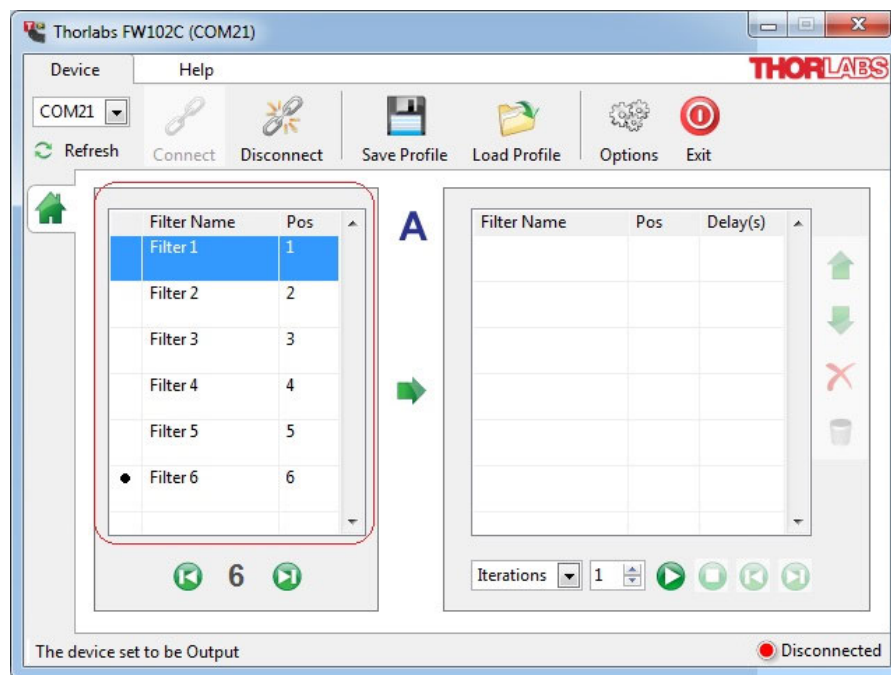 Thorlabs FW102C (COM21)
Device Help
THORLABS
COM21
Refresh
Connect
Disconnect
Save Profile
Load Profile
Options
Exit
Filter Name Pos
Filter 1 1
Filter 2 2
Filter 3 3
Filter 4 4
Filter 5 5
Filter 6 6
6
A
Filter Name Pos Delay(s)
Iterations 1
The device set to be Output
Disconnected